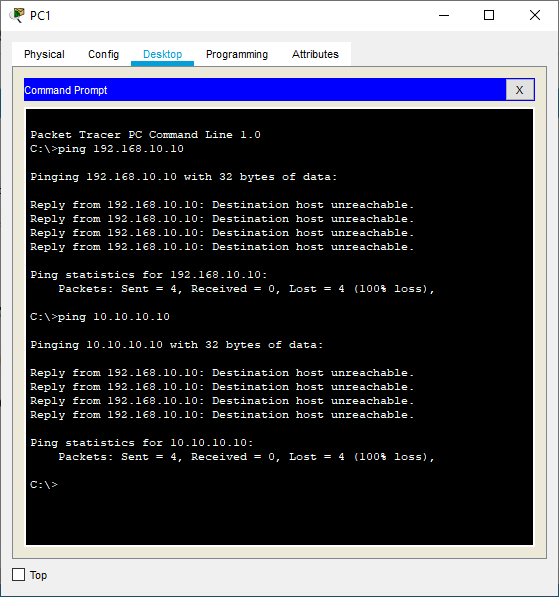 PC1
Physical Config Desktop Programming Attributes
Command Prompt X
Packet Tracer PC Command Line 1.0
C:\>ping 192.168.10.10
Pinging 192.168.10.10 with 32 bytes of data:
Reply from 192.168.10.10: Destination host unreachable.
Reply from 192.168.10.10: Destination host unreachable.
Reply from 192.168.10.10: Destination host unreachable.
Reply from 192.168.10.10: Destination host unreachable.
Ping statistics for 192.168.10.10:
Packets: Sent = 4, Received = 0, Lost = 4 (100% loss),
C:\>ping 10.10.10.10
Pinging 10.10.10.10 with 32 bytes of data:
Reply from 192.168.10.10: Destination host unreachable.
Reply from 192.168.10.10: Destination host unreachable.
Reply from 192.168.10.10: Destination host unreachable.
Reply from 192.168.10.10: Destination host unreachable.
Ping statistics for 10.10.10.10:
Packets: Sent = 4, Received = 0, Lost = 4 (100% loss),
C:\>
Top